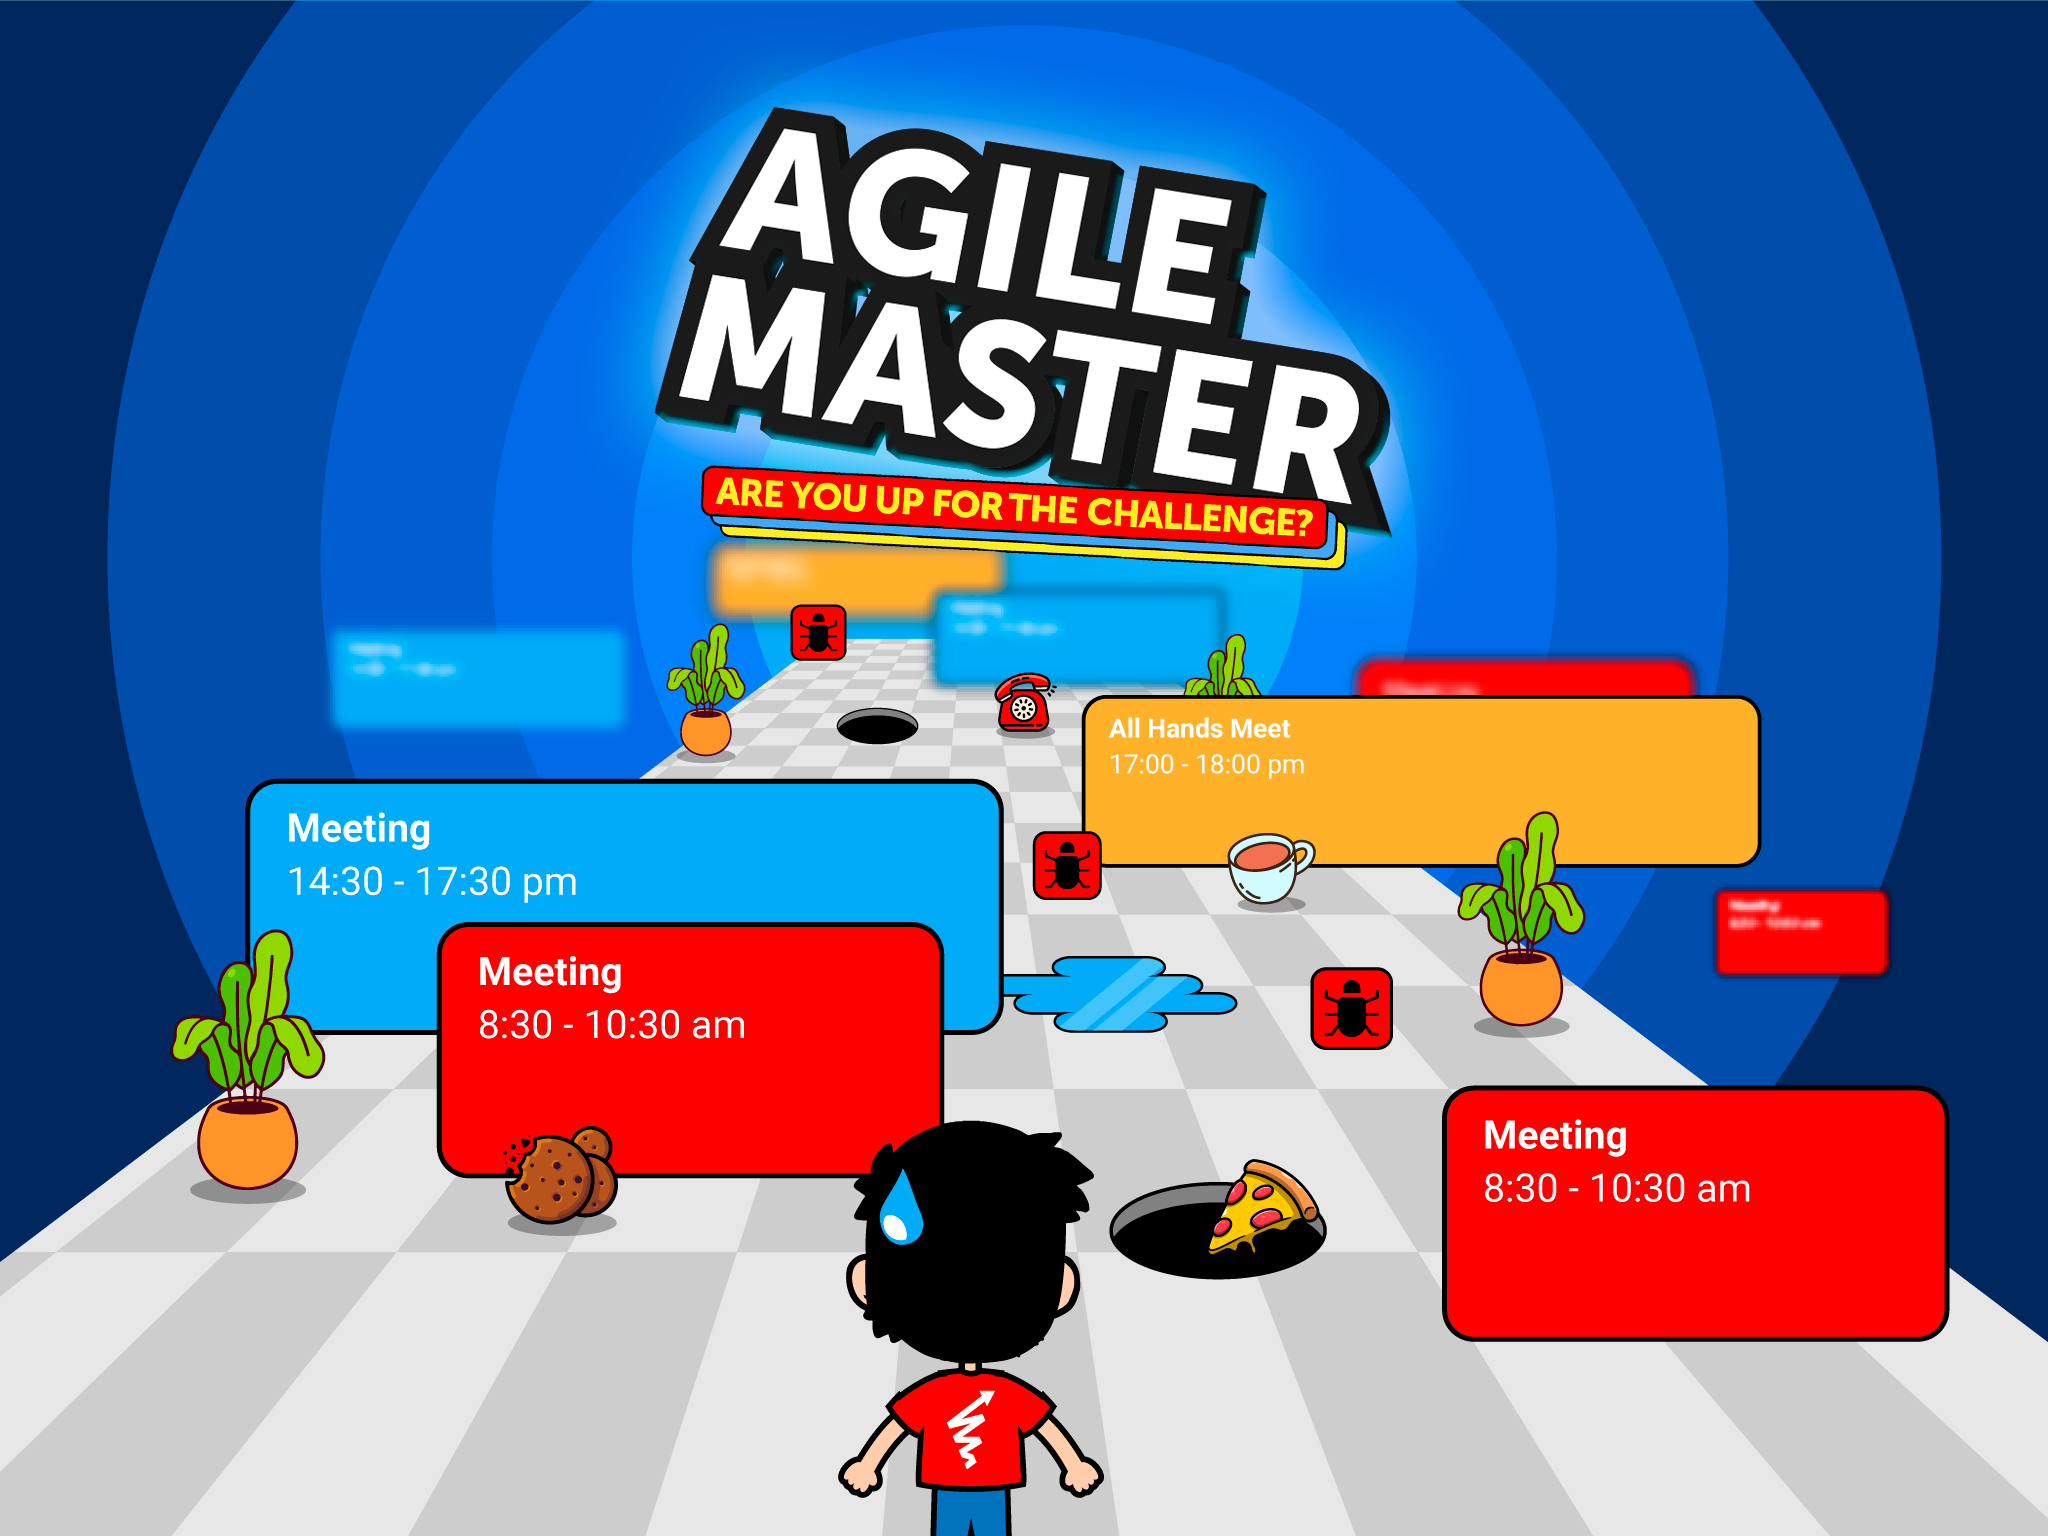 AGILE
MASTER
ARE YOU UP FOR THE CHALLENGE?
All Hands Meet
17:00 - 18:00 pm
Meeting
14:30 - 17:30 pm
Meeting
8:30 - 10:30 am
Meeting
8:30 - 10:30 am